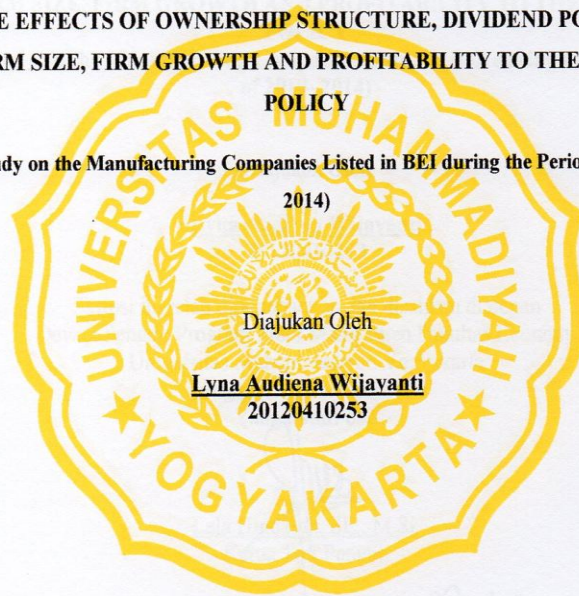 E EFFECTS OF OWNERSHIP STRUCTURE, DIVIDEND PO
RM SIZE, FIRM GROWTH AND PROFITABILITY TO THE
POLICY
udy on the Manufacturing Companies Listed in BEI during the Perio
2014)
UNIVERSITAS MUHAMMADIYAH
Diajukan Oleh
Lyna Audiena Wijayanti
20120410253
YOGYAKARTA